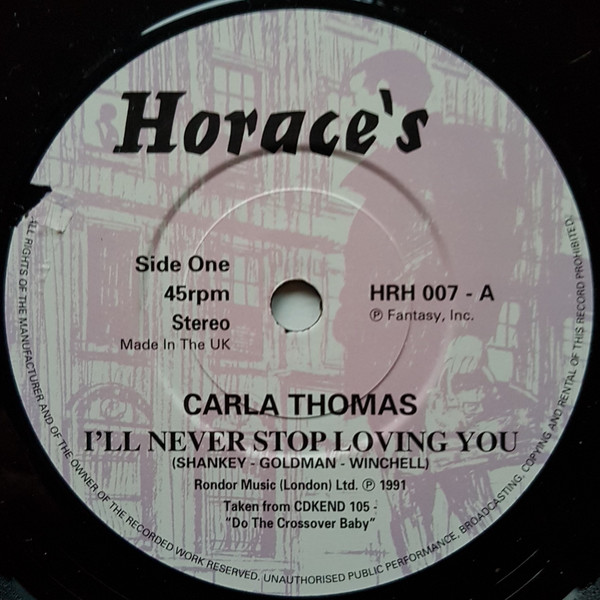 Horace's
Side One
45rpm
Stereo
Made In The UK
HRH 007 - A
℗ Fantasy, Inc.
CARLA THOMAS
I'LL NEVER STOP LOVING YOU
(SHANKEY - GOLDMAN - WINCHELL)
Rondor Music (London) Ltd. ℗ 1991
Taken from CDKEND 105 -
"Do The Crossover Baby"
ALL RIGHTS OF THE MANUFACTURER AND OF THE OWNER OF THE RECORDED WORK RESERVED. UNAUTHORISED PUBLIC PERFORMANCE, BROADCASTING, COPYING AND RENTAL OF THIS RECORD PROHIBITED.